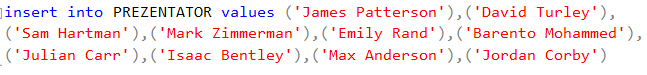 insert into PREZENTATOR values ('James Patterson'),('David Turley'),
('Sam Hartman'),('Mark Zimmerman'),('Emily Rand'),('Barento Mohammed'),
('Julian Carr'),('Isaac Bentley'),('Max Anderson'),('Jordan Corby')